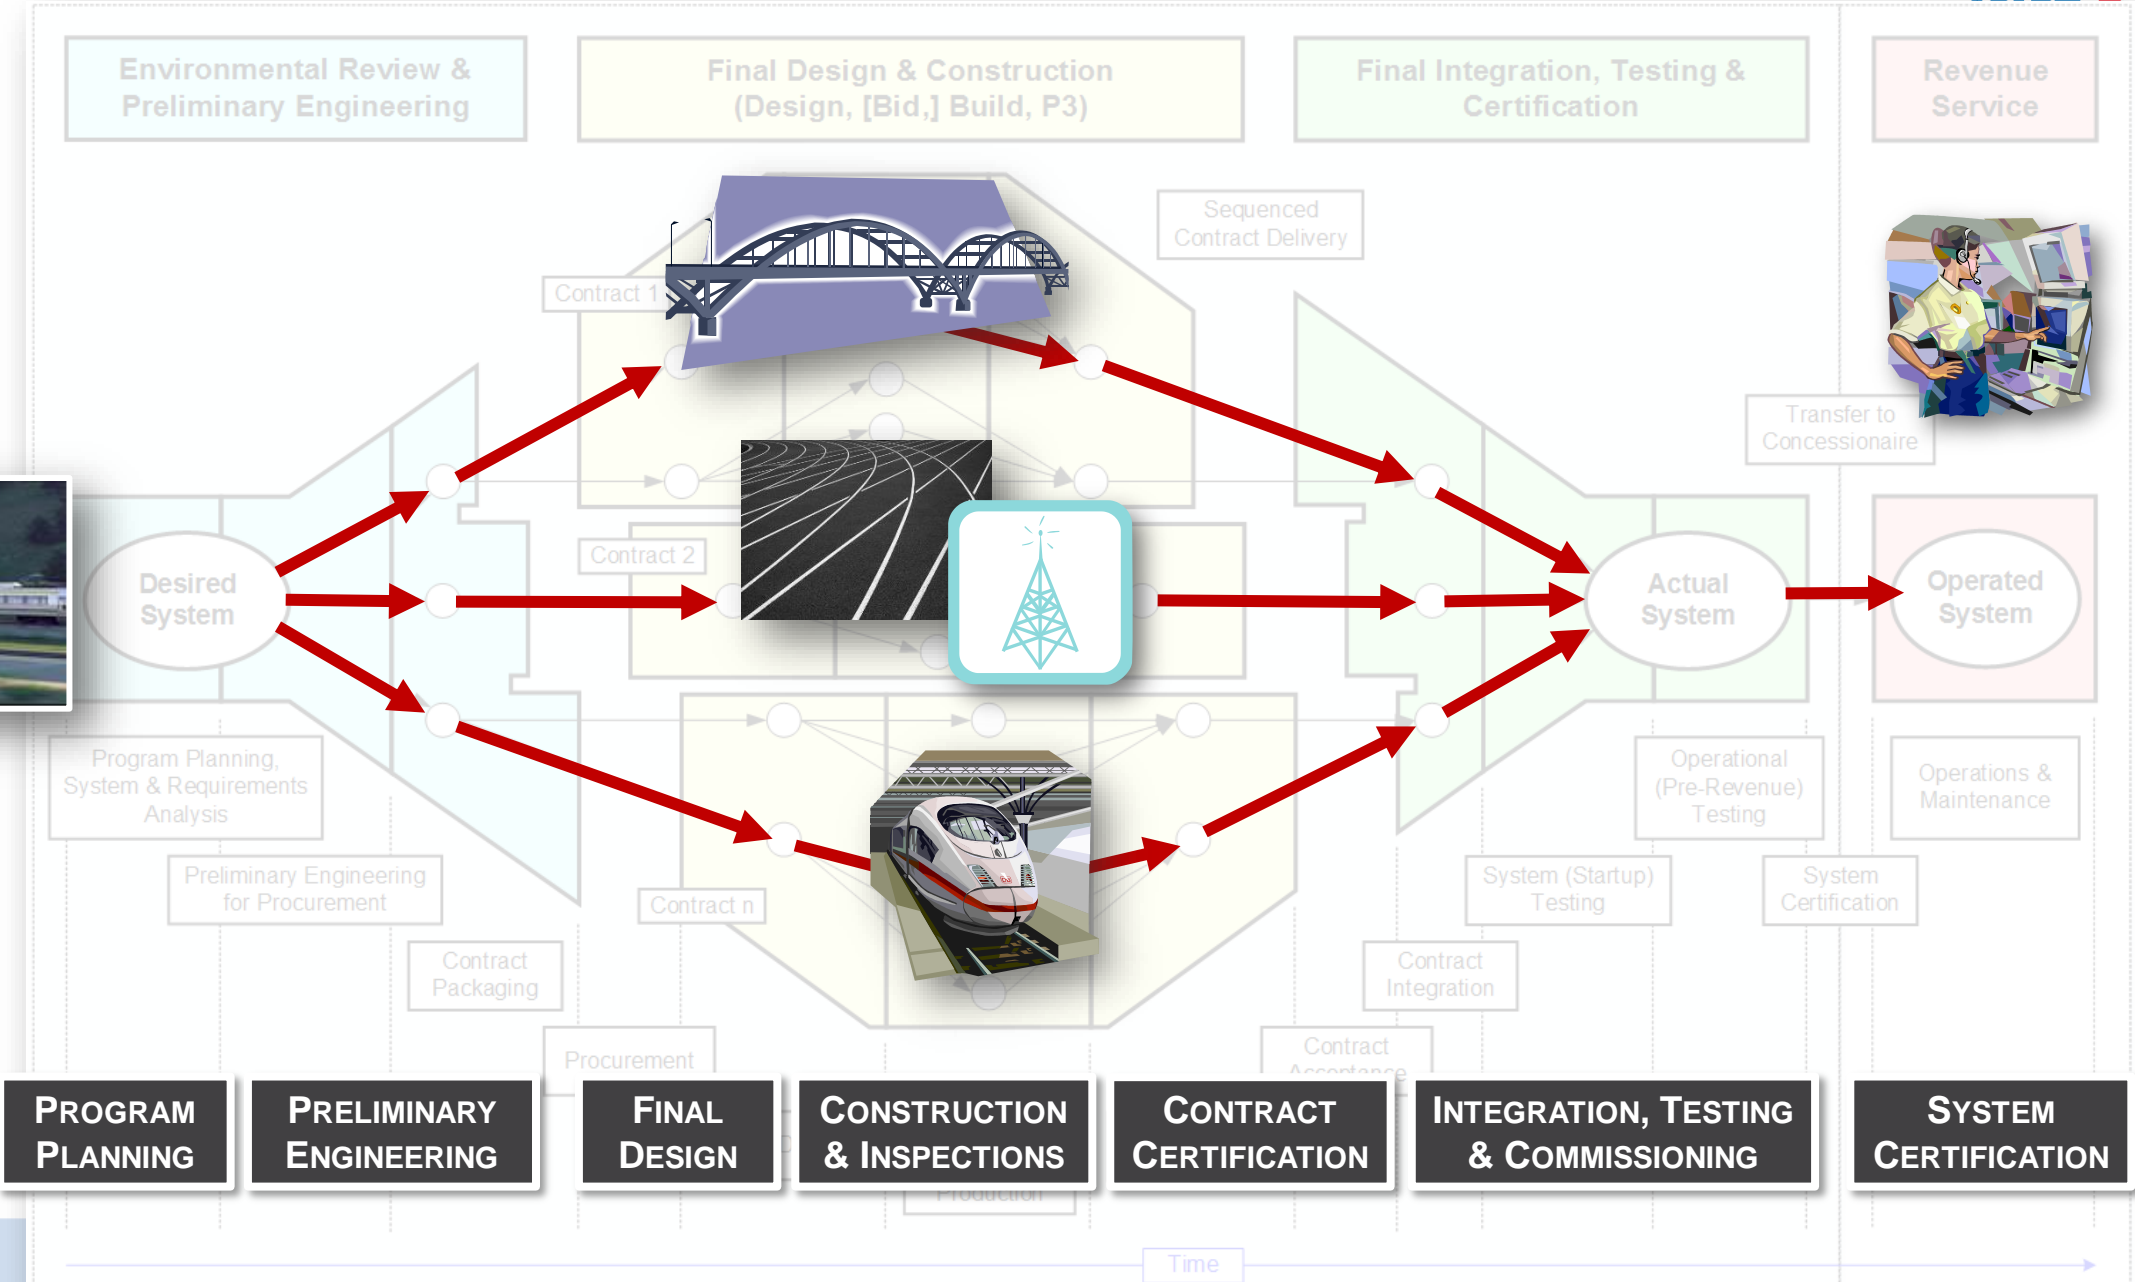 Environmental Review &
Preliminary Engineering
Final Design & Construction
(Design, [Bid,] Build, P3)
Final Integration, Testing &
Certification
Revenue
Service
Sequenced
Contract Delivery
Contract 1
Transfer to
Concessionaire
Contract 2
Desired
System
Actual
System
Operated
System
Program Planning,
System & Requirements
Analysis
Operational
(Pre-Revenue)
Testing
Operations &
Maintenance
Preliminary Engineering
for Procurement
Contract n
System (Startup)
Testing
System
Certification
Contract
Packaging
Contract
Integration
Procurement
Contract
Acceptance
PROGRAM
PLANNING
PRELIMINARY
ENGINEERING
FINAL
DESIGN
CONSTRUCTION
& INSPECTIONS
CONTRACT
CERTIFICATION
INTEGRATION, TESTING
& COMMISSIONING
SYSTEM
CERTIFICATION
Production
Time